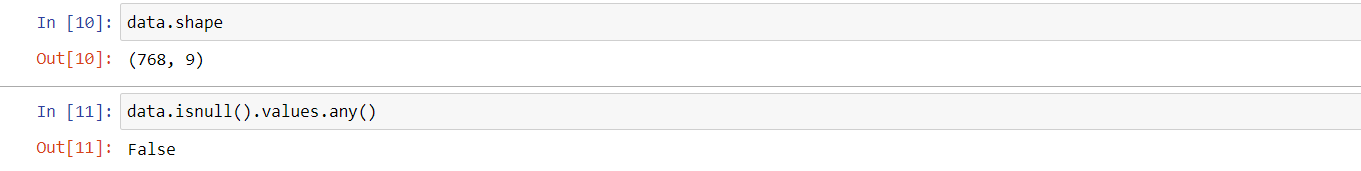 In [10]: data.shape
Out[10]: (768, 9)
In [11]: data.isnull().values.any()
Out[11]: False